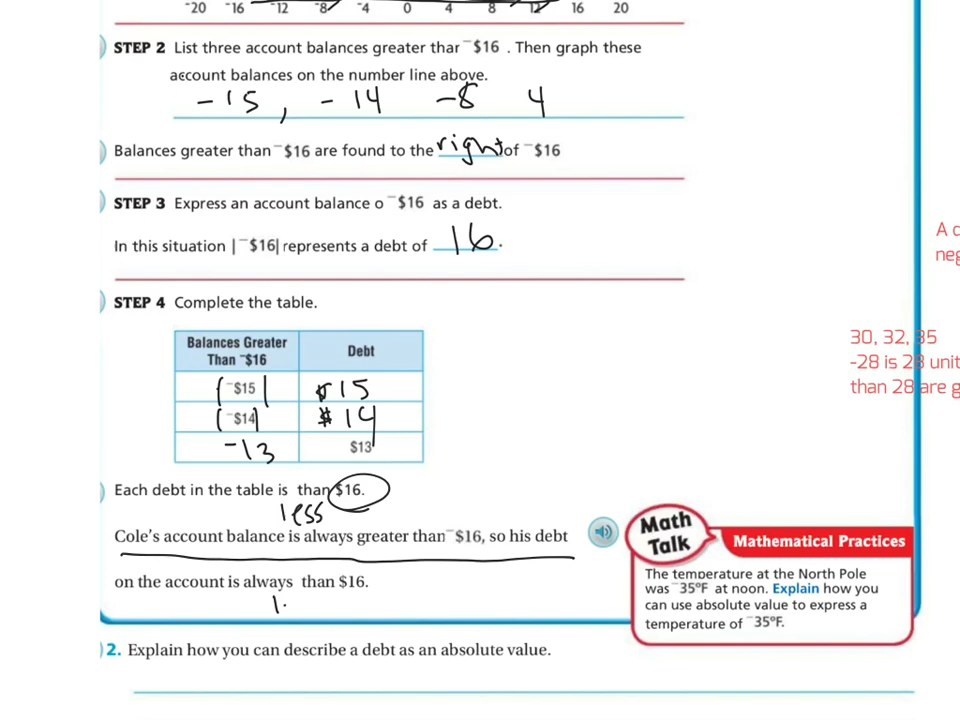 -20 -16 -12 -8 -4 0 4 8 12 16 20
STEP 2 List three account balances greater thar -$16 . Then graph these
account balances on the number line above.
-15, -14 -8 4
Balances greater than -$16 are found to the right of -$16
STEP 3 Express an account balance o -$16 as a debt.
In this situation |-$16| represents a debt of 16.
STEP 4 Complete the table.
Balances Greater Debt
Than -$16
|-$15| $15
|-$14| $14
-13 $13
Each debt in the table is than $16.
less
Cole's account balance is always greater than -$16, so his debt
on the account is always than $16.
l.
Math
Talk
Mathematical Practices
The temperature at the North Pole
was -35°F at noon. Explain how you
can use absolute value to express a
temperature of -35°F.
2. Explain how you can describe a debt as an absolute value.
A
neg
30, 32, 35
-28 is 28 unit
than 28 are g